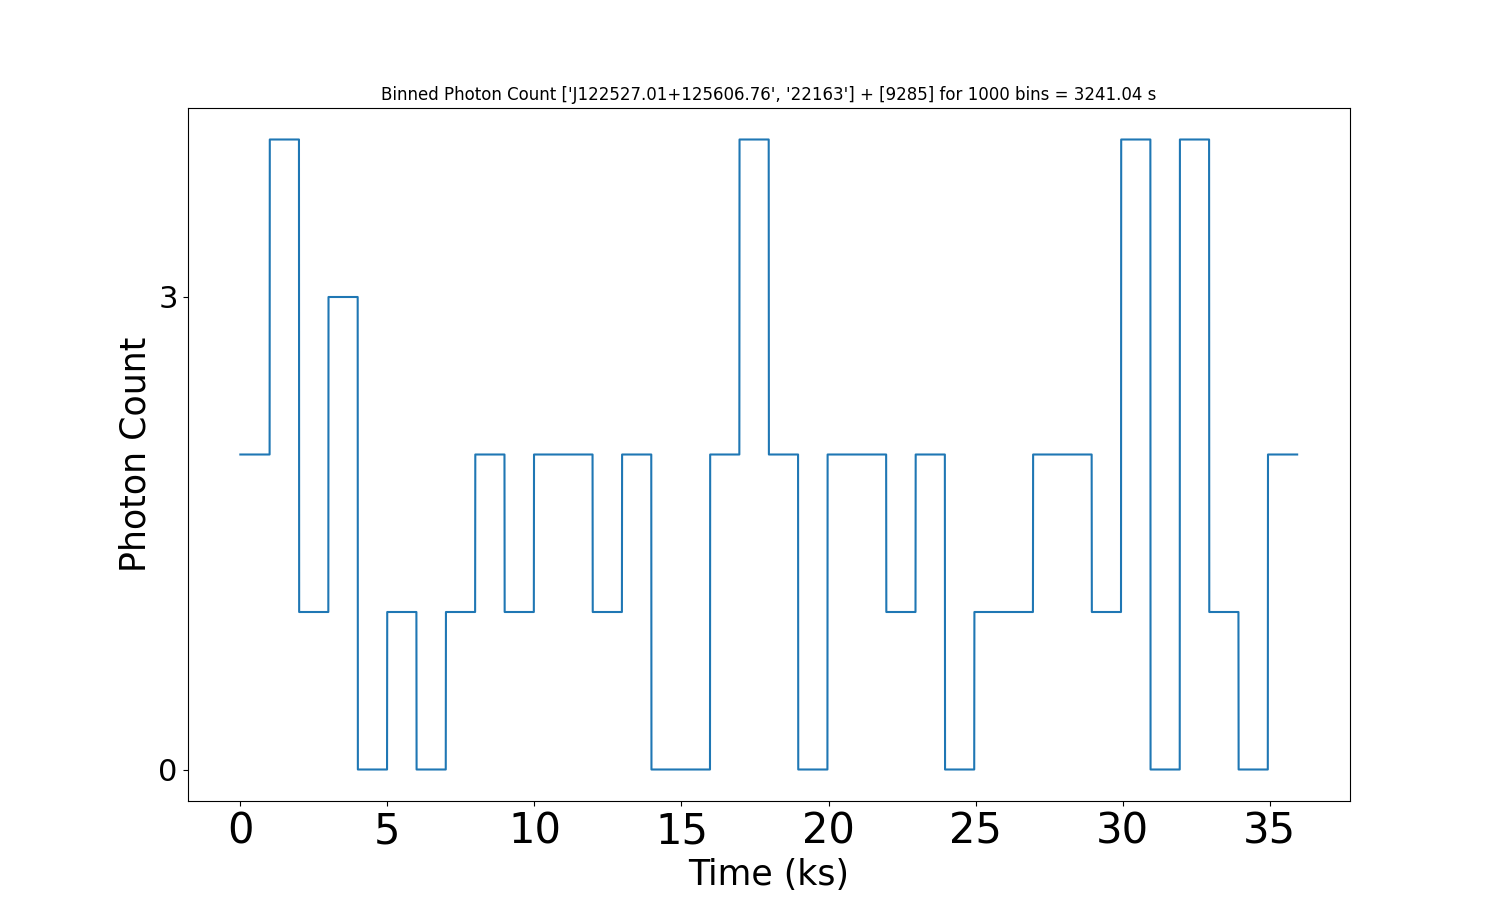 Binned Photon Count ['J122527.01+125606.76', '22163'] + [9285] for 1000 bins = 3241.04 s
Photon Count
3
0
0 5 10 15 20 25 30 35
Time (ks)